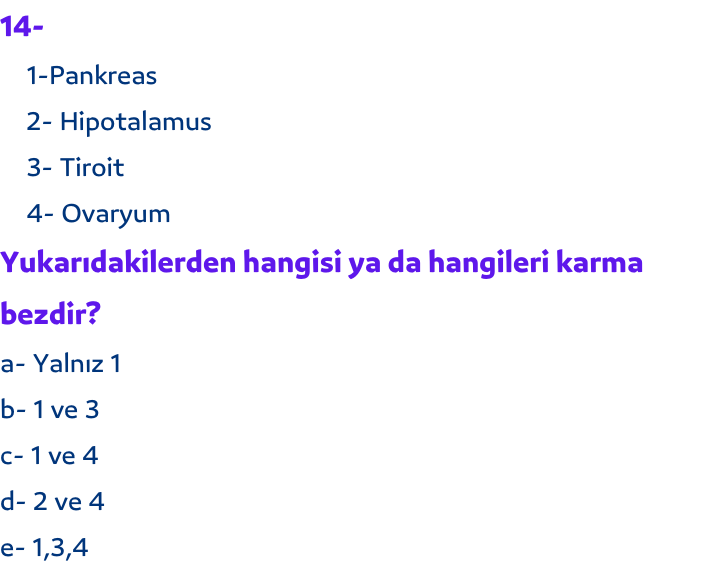 14-
1-Pankreas
2- Hipotalamus
3- Tiroit
4- Ovaryum
Yukarıdakilerden hangisi ya da hangileri karma
bezdir?
a- Yalnız 1
b- 1 ve 3
c- 1 ve 4
d- 2 ve 4
e- 1,3,4